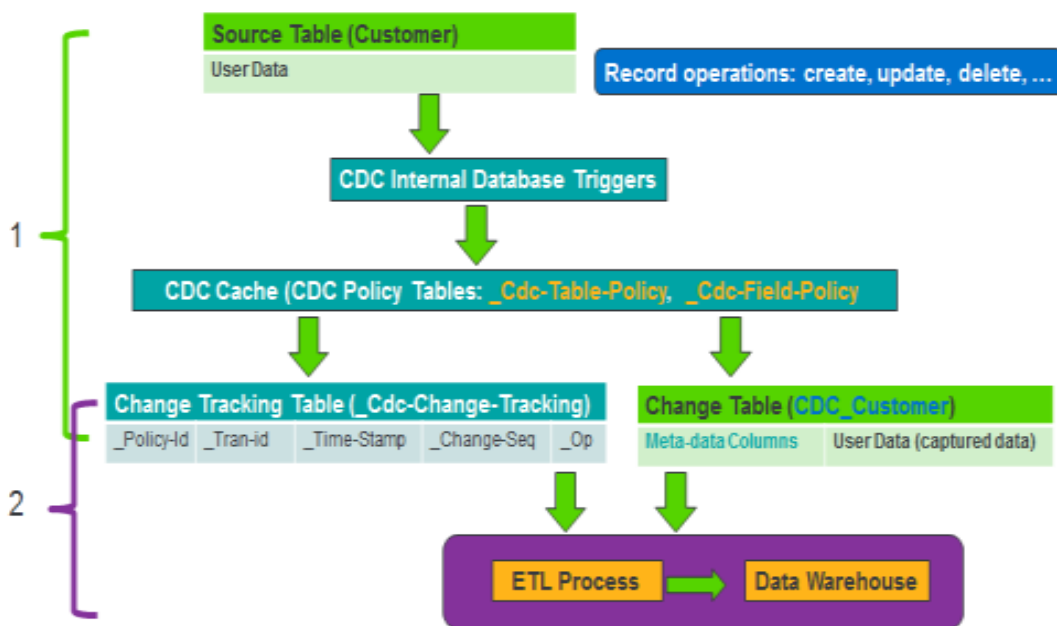 Source Table (Customer)
User Data
Record operations: create, update, delete, ...
CDC Internal Database Triggers
1
CDC Cache (CDC Policy Tables: _Cdc-Table-Policy, _Cdc-Field-Policy
Change Tracking Table (_Cdc-Change-Tracking)
_Policy-Id _Tran-id _Time-Stamp _Change-Seq _Op
Change Table (CDC_Customer)
Meta-data Columns User Data (captured data)
2
ETL Process
Data Warehouse